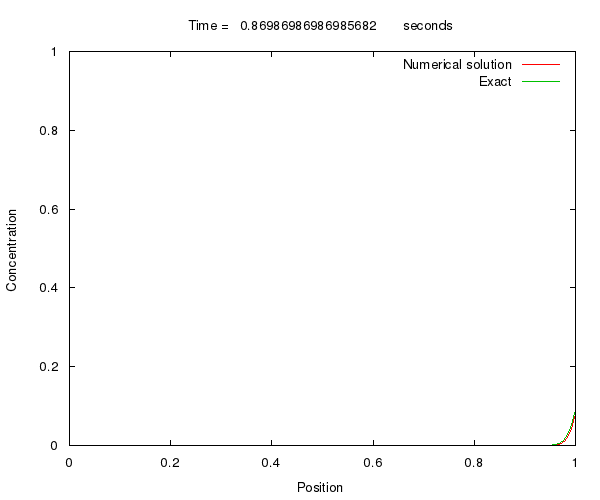 Time = 0.86986986986985682 seconds
Numerical solution
Exact
1
0.8
0.6
0.4
0.2
0
Concentration
0 0.2 0.4 0.6 0.8 1
Position